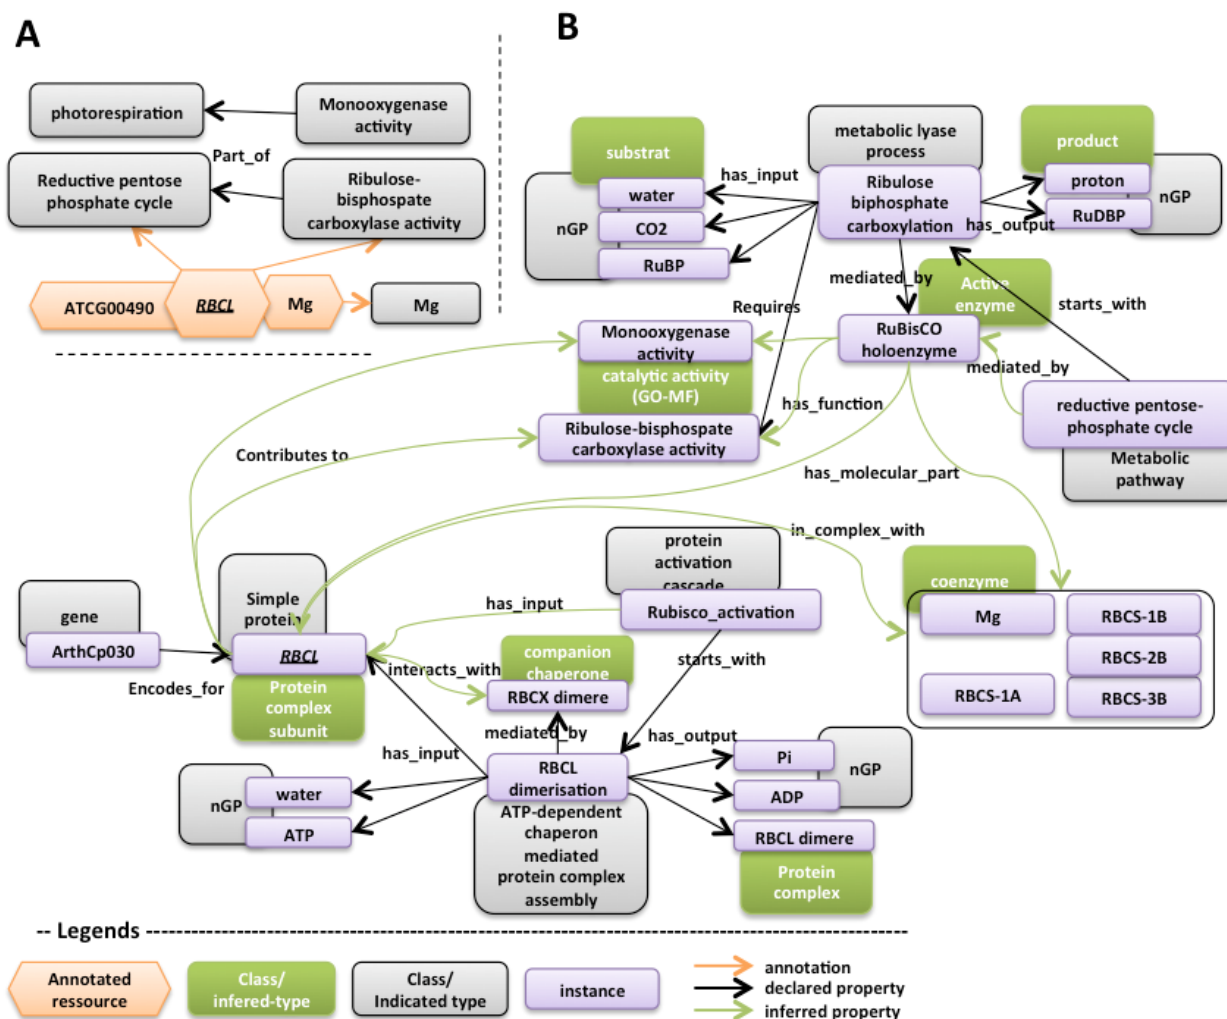 A
photorespiration
Monooxygenase
activity
Part_of
Reductive pentose
phosphate cycle
Ribulose-
bispospate
carboxylase activity
ATCG00490
RBCL
Mg
Mg
B
metabolic lyase
process
substrat
product
water
has_input
Ribulose
biphosphate
carboxylation
proton
nGP
nGP
CO2
RuDBP
has_output
RuBP
mediated_by
Active
enzyme
starts_with
Requires
Monooxygenase
activity
RuBisCO
holoenzyme
mediated_by
catalytic activity
(GO-MF)
has_function
reductive pentose-
phosphate cycle
Ribulose-bisphospate
carboxylase activity
Contributes to
Metabolic
pathway
has_molecular_part
in_complex_with
protein
activation
cascade
coenzyme
gene
Simple
protein
has_input
Rubisco_activation
Mg
RBCS-1B
ArthCp030
RBCL
companion
chaperone
starts_with
RBCS-2B
interacts_with
Encodes_for
Protein
complex
subunit
RBCX dimere
RBCS-1A
RBCS-3B
mediated_by
has_output
has_input
Pi
nGP
RBCL
dimerisation
nGP
water
ADP
ATP
ATP-dependent
chaperon
mediated
protein complex
assembly
RBCL dimere
Protein
complex
Legends
Annotated
ressource
Class/
infered-type
Class/
Indicated type
instance
annotation
declared property
inferred property